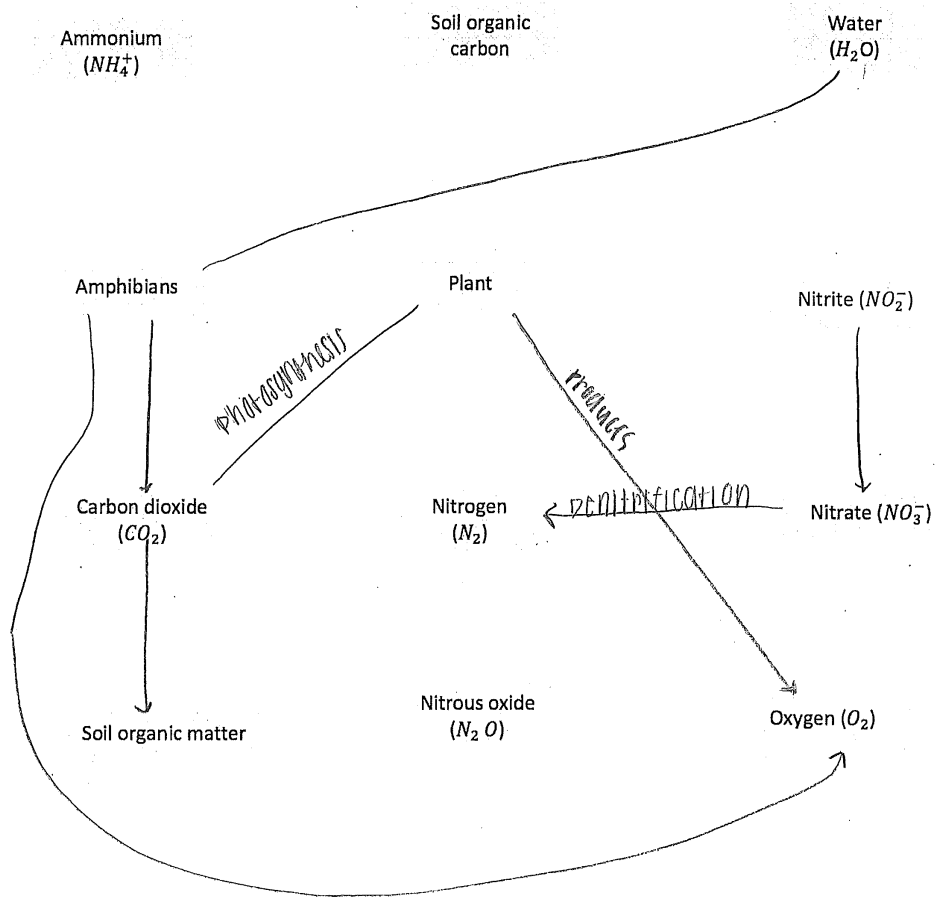 Ammonium
(NH₄⁺)
Soil organic
carbon
Water
(H₂O)
Amphibians
Plant
Nitrite (NO₂⁻)
photosynthesis
produces
Carbon dioxide
(CO₂)
Nitrogen
(N₂)
Denitrification
Nitrate (NO₃⁻)
Soil organic matter
Nitrous oxide
(N₂ O)
Oxygen (O₂)